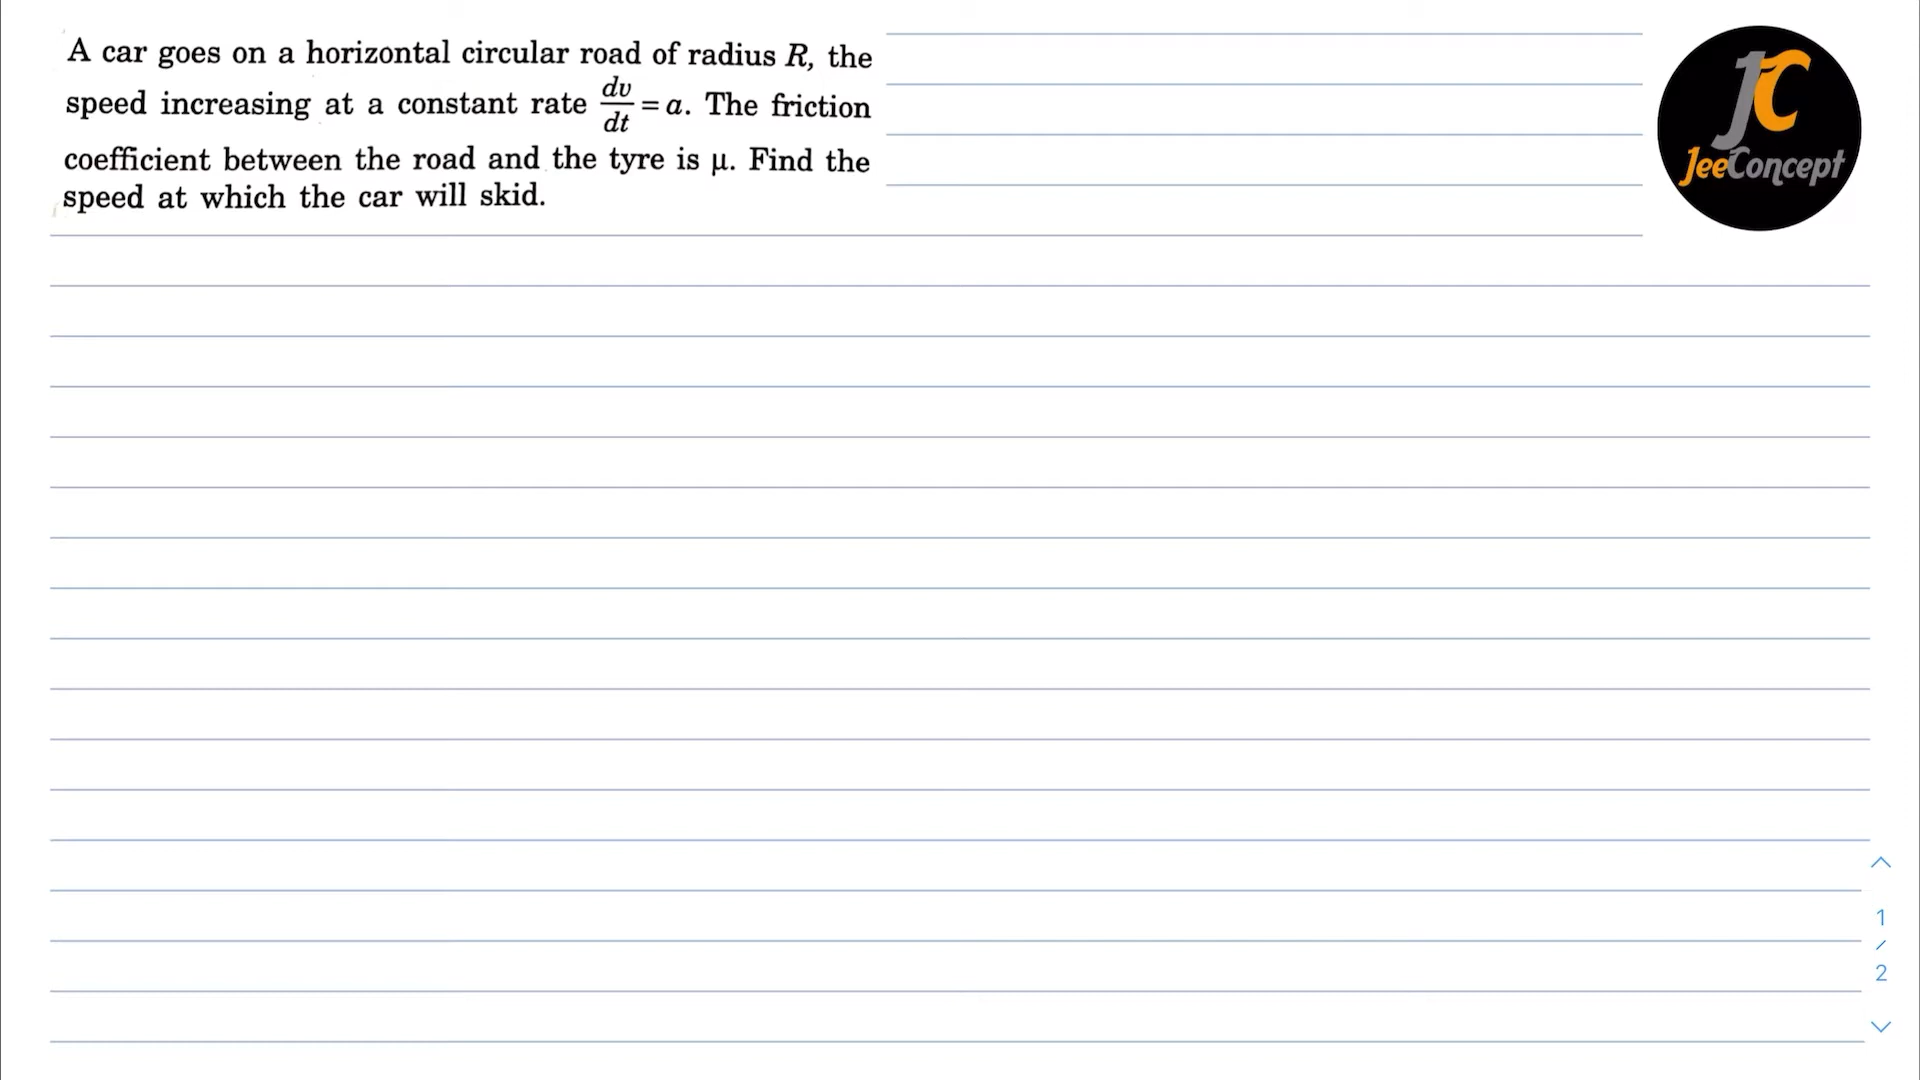 A car goes on a horizontal circular road of radius R, the
speed increasing at a constant rate dv/dt = a. The friction
coefficient between the road and the tyre is μ. Find the
speed at which the car will skid.
JC
JeeConcept
1
/
2